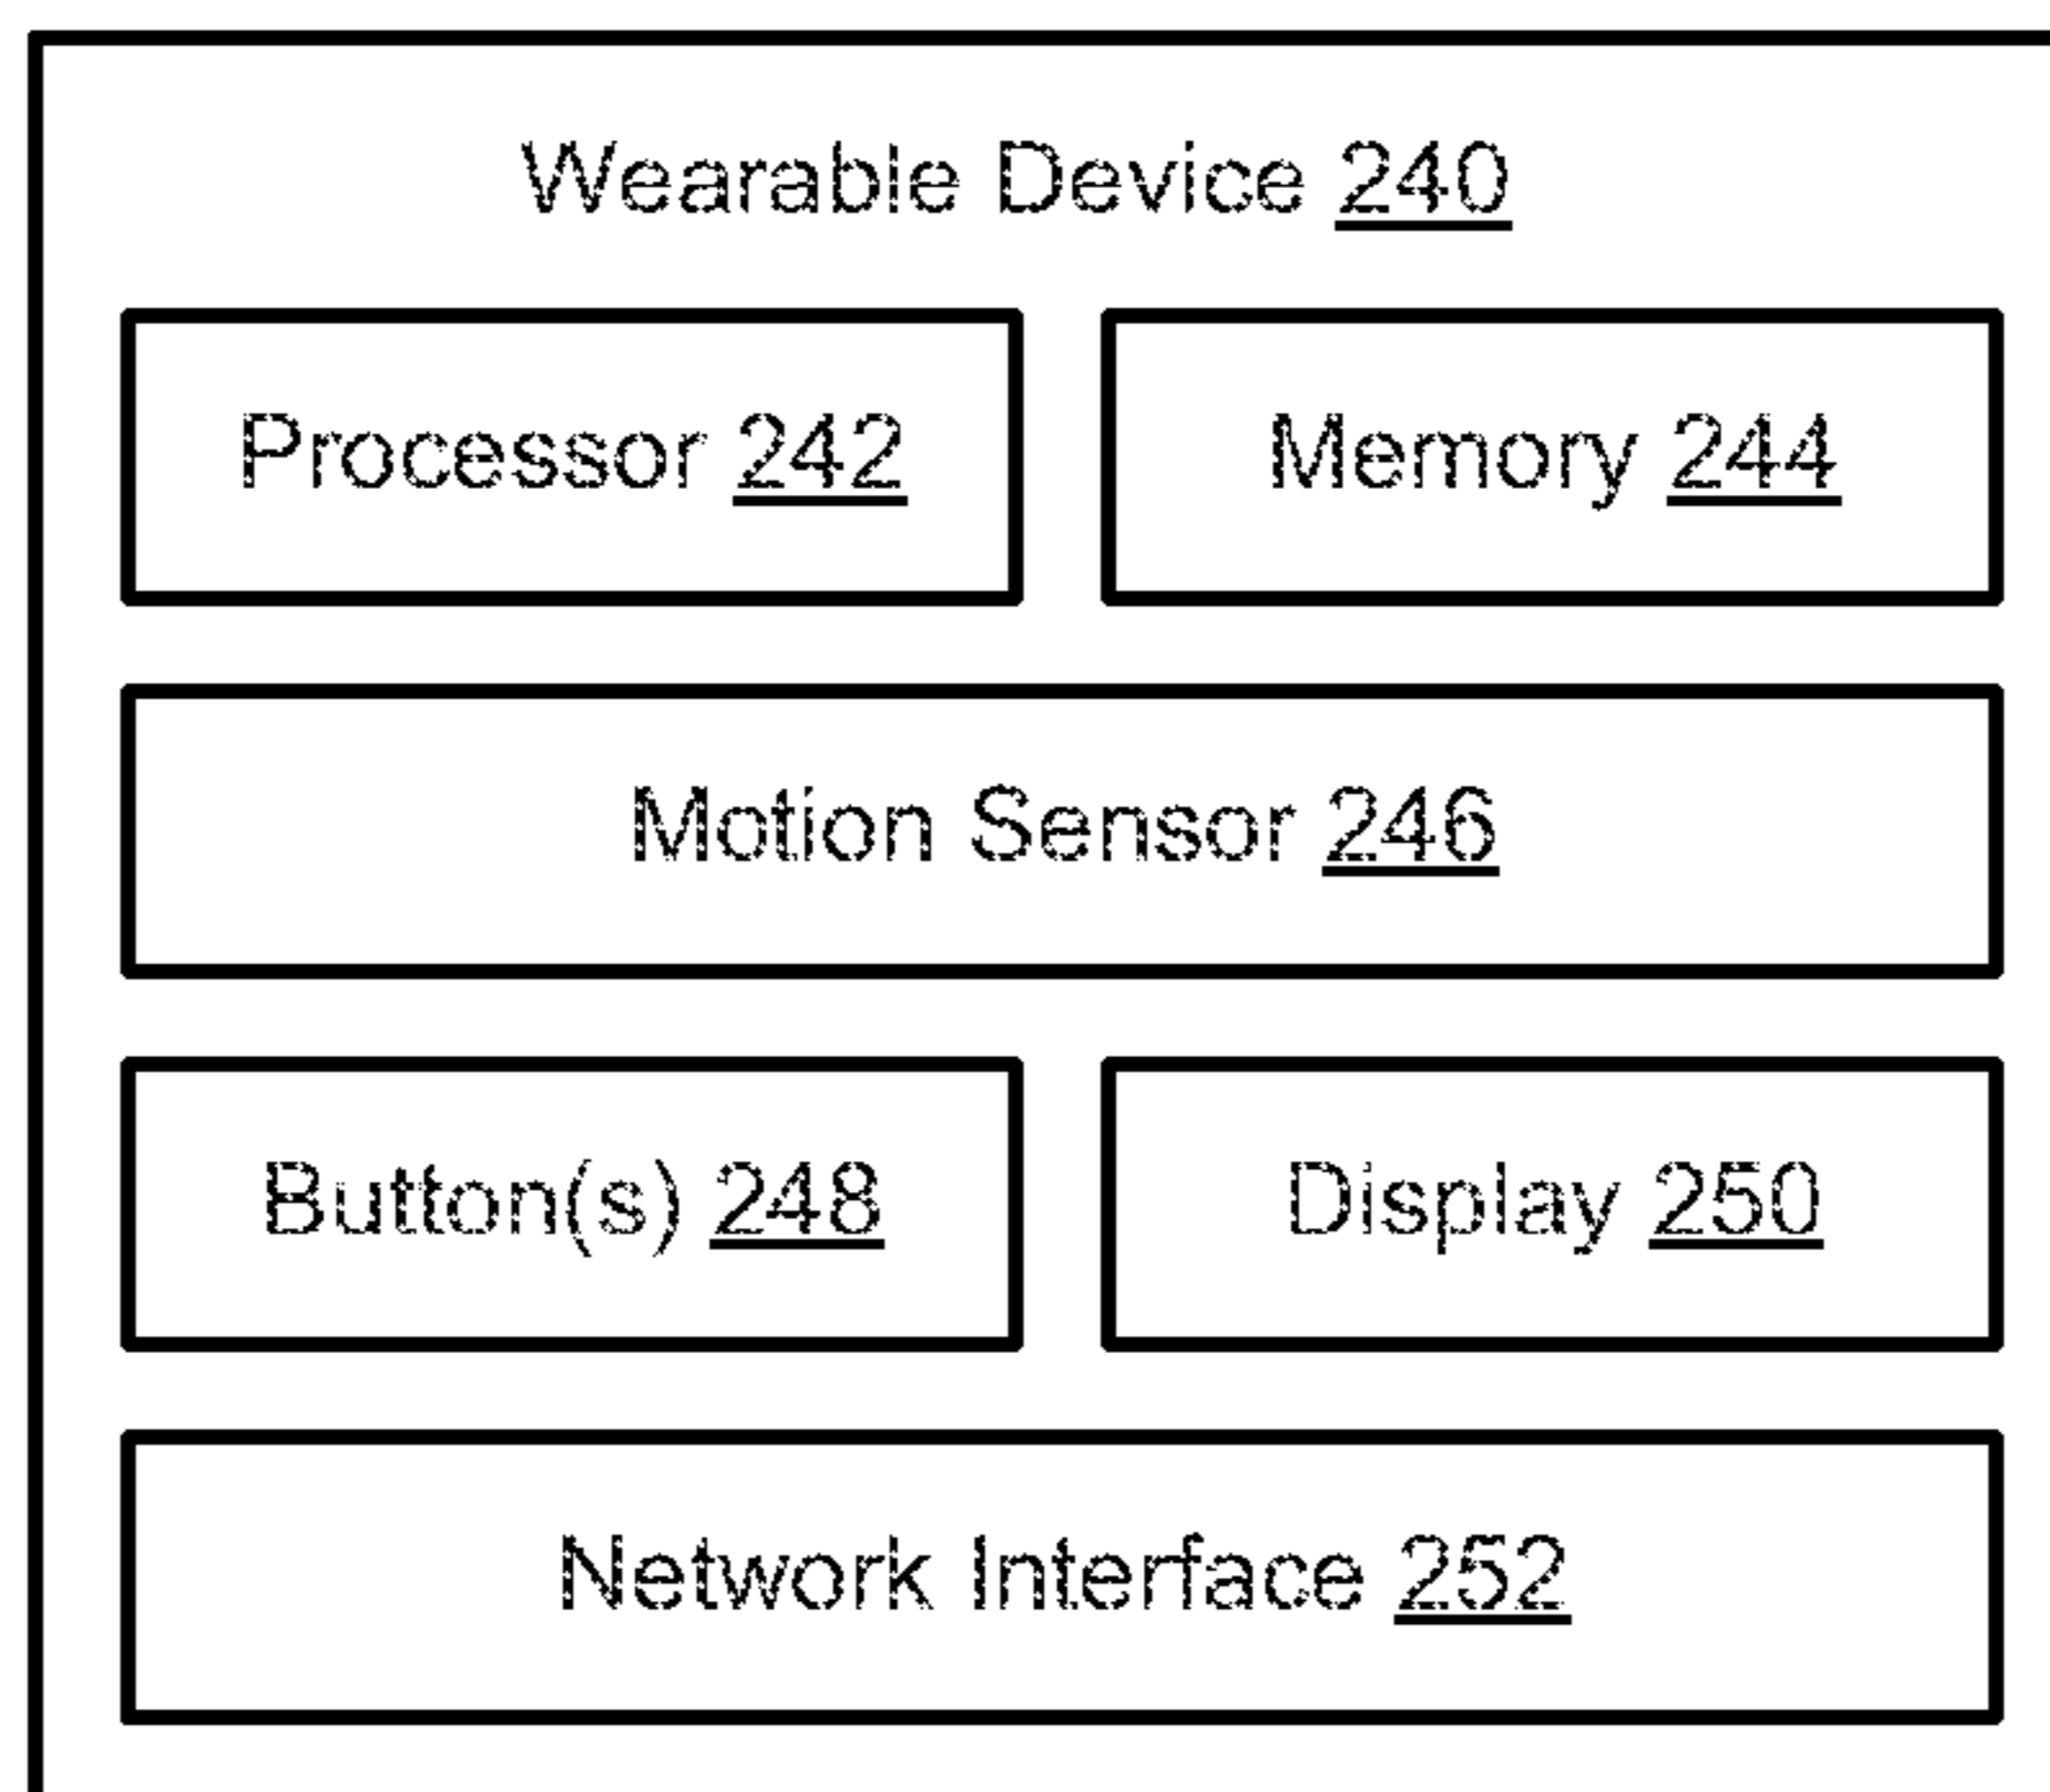 Wearable Device 240
Processor 242
Memory 244
Motion Sensor 246
Button(s) 248
Display 250
Network Interface 252